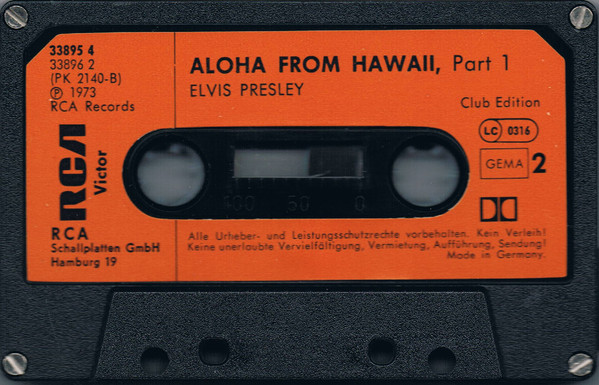 33895 4
33896 2
(PK 2140-B)
Ⓟ 1973
RCA Records
ALOHA FROM HAWAII, Part 1
ELVIS PRESLEY
Club Edition
LC 0316
GEMA 2
RCA
Victor
100 50 0
RCA
Schallplatten GmbH
Hamburg 19
Alle Urheber- und Leistungsschutzrechte vorbehalten. Kein Verleih!
Keine unerlaubte Vervielfältigung, Vermietung, Aufführung, Sendung!
Made in Germany.